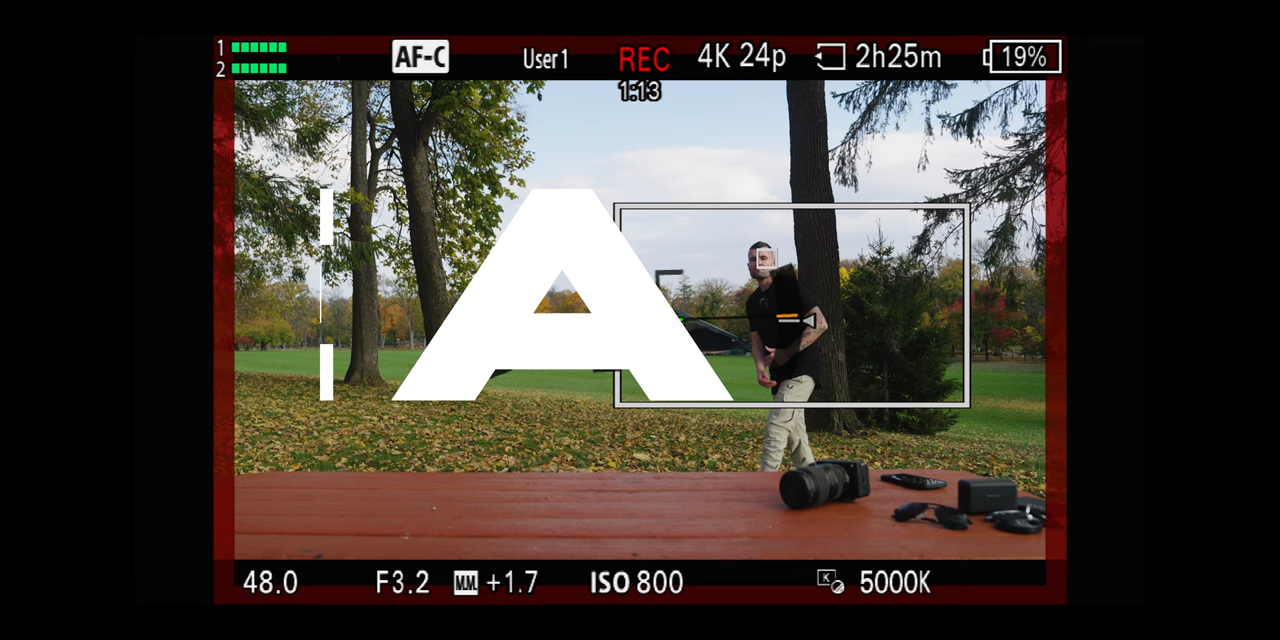 1
2
AF-C
User1
REC
4K 24p
2h25m
19%
1:13
A
48.0
F3.2
M.M.
+1.7
ISO 800
K
5000K